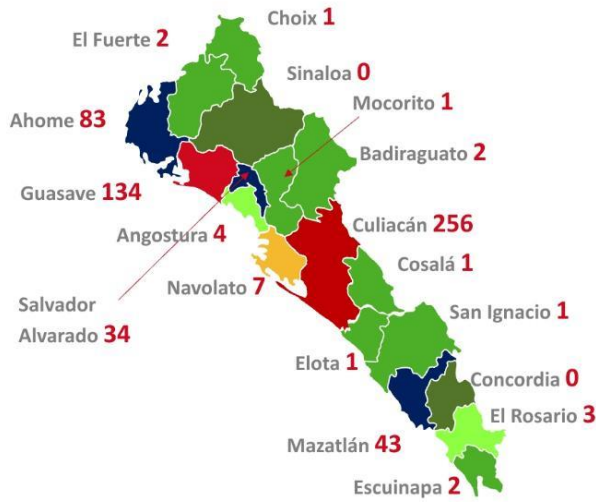 Choix 1
El Fuerte 2
Sinaloa 0
Mocorito 1
Ahome 83
Badiraguato 2
Guasave 134
Culiacán 256
Angostura 4
Cosalá 1
Navolato 7
Salvador
Alvarado 34
San Ignacio 1
Elota 1
Concordia 0
El Rosario 3
Mazatlán 43
Escuinapa 2